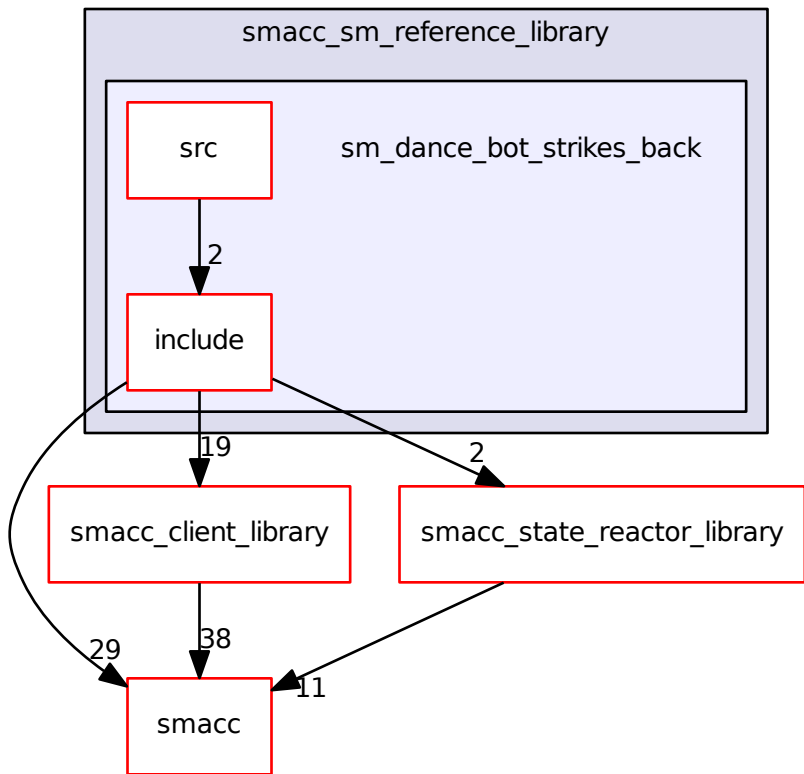 smacc_sm_reference_library
src
sm_dance_bot_strikes_back
2
include
19
2
smacc_client_library
smacc_state_reactor_library
29
38
11
smacc